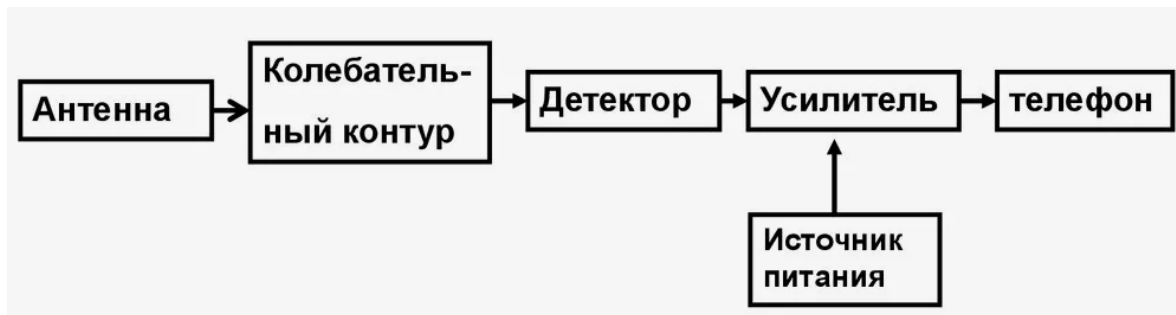 Антенна
Колебатель-
ный контур
Детектор
Усилитель
телефон
Источник
питания